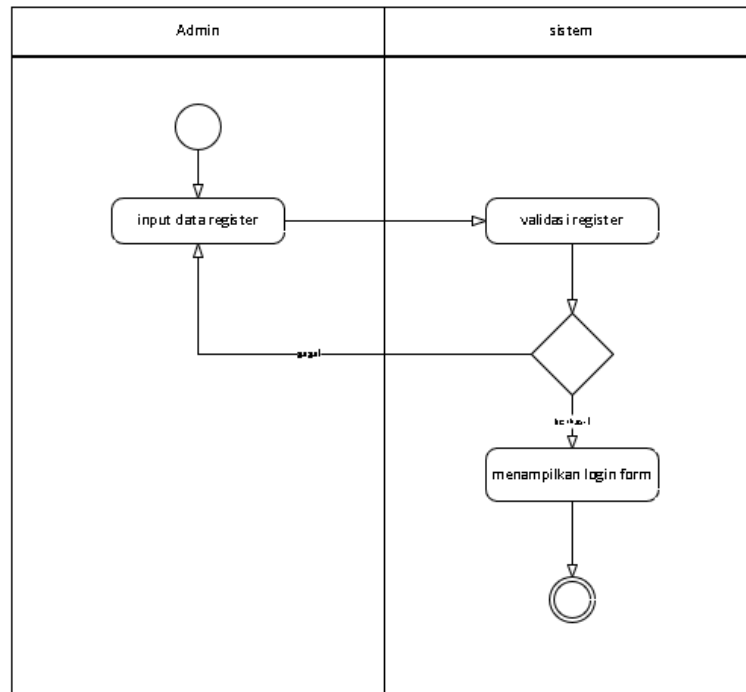 Admin
sistem
input data register
validasi register
gagal
menampilkan login form